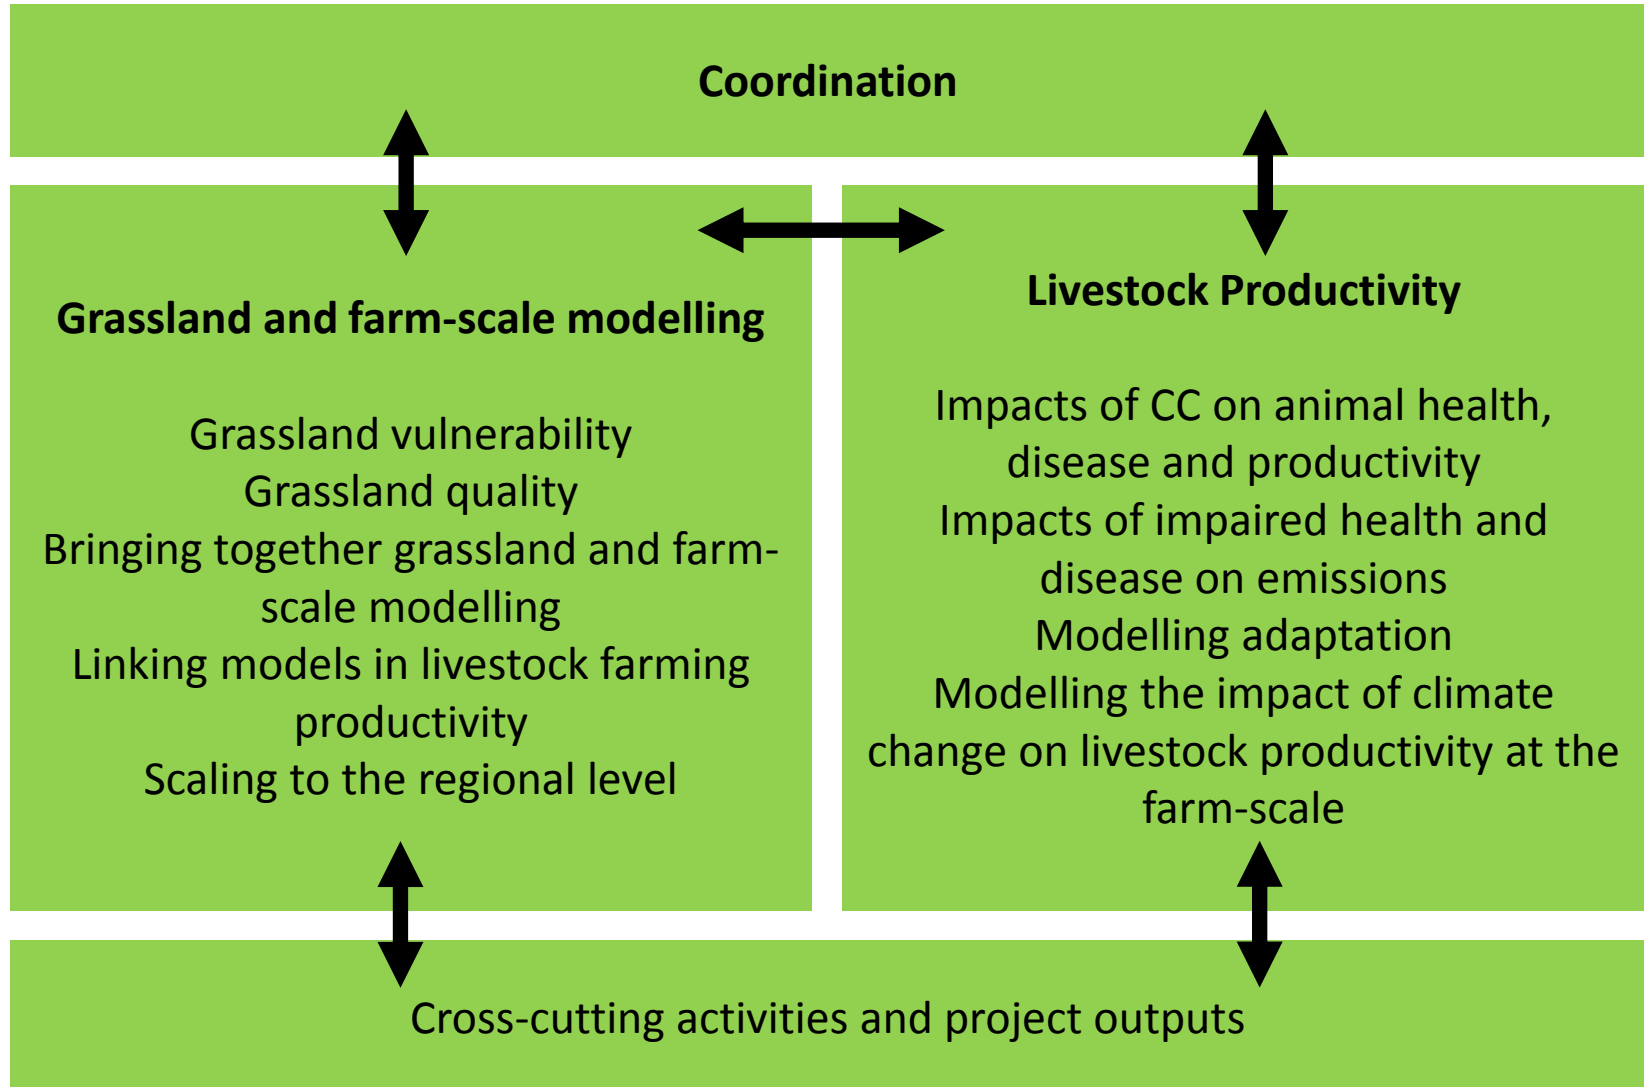 Coordination
Grassland and farm-scale modelling
Grassland vulnerability
Grassland quality
Bringing together grassland and farm-
scale modelling
Linking models in livestock farming
productivity
Scaling to the regional level
Livestock Productivity
Impacts of CC on animal health,
disease and productivity
Impacts of impaired health and
disease on emissions
Modelling adaptation
Modelling the impact of climate
change on livestock productivity at the
farm-scale
Cross-cutting activities and project outputs